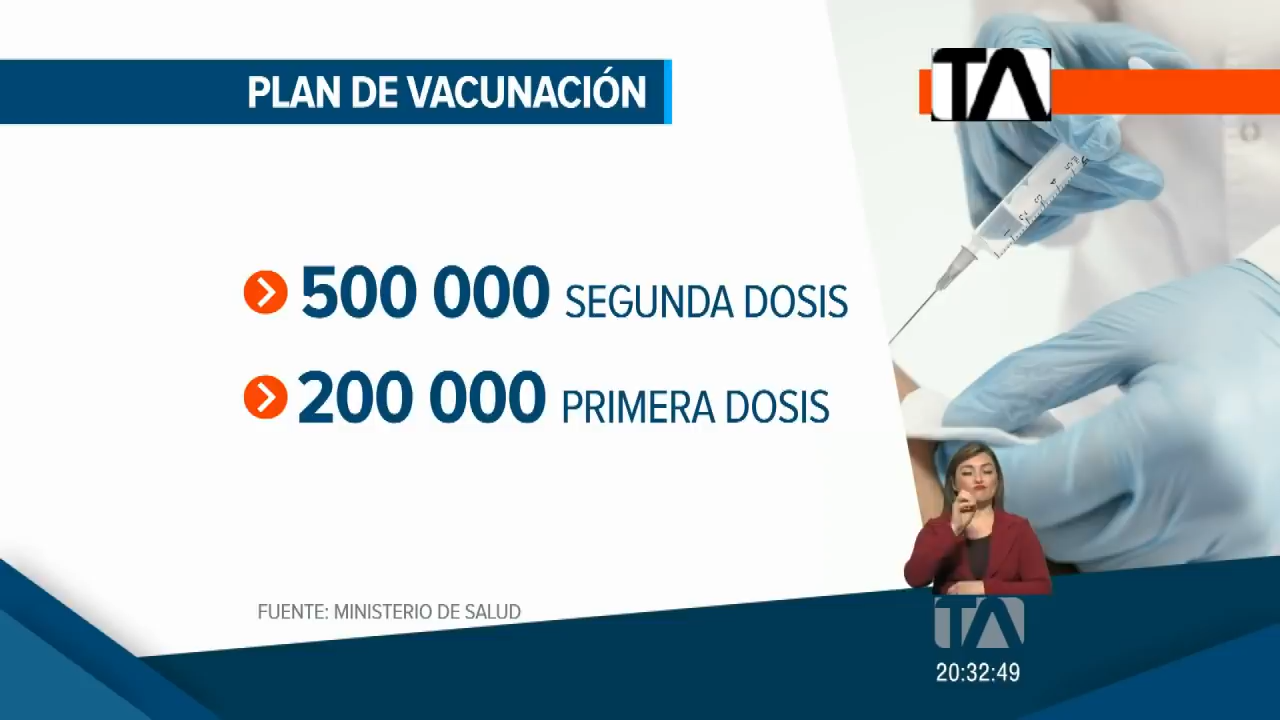 PLAN DE VACUNACIÓN
TA
500 000 SEGUNDA DOSIS
200 000 PRIMERA DOSIS
FUENTE: MINISTERIO DE SALUD
TA
20:32:49